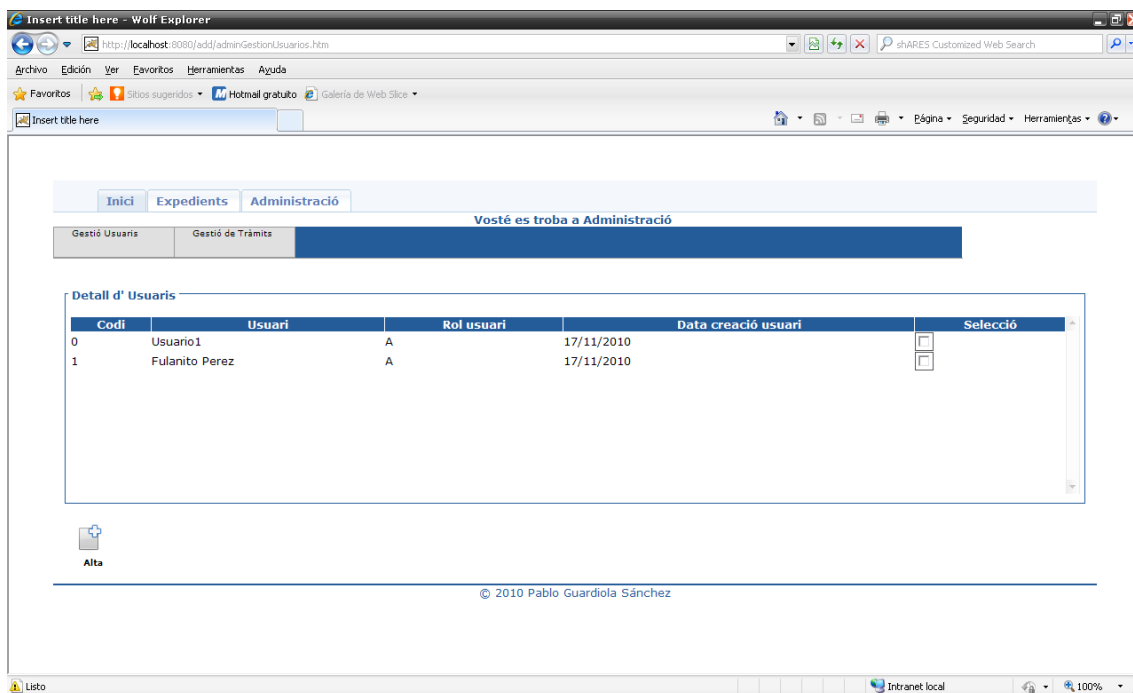 Insert title here - Wolf Explorer
http://localhost:8080/add/adminGestionUsuarios.htm shARES Customized Web Search
Archivo Edición Ver Favoritos Herramientas Ayuda
Favoritos Sitios sugeridos Hotmail gratuito Galería de Web Slice
Insert title here Página Seguridad Herramientas
Inici Expedients Administració
Vosté es troba a Administració
Gestió Usuaris Gestió de Tràmits
Detall d' Usuaris
Codi Usuari Rol usuari Data creació usuari Selecció
0 Usuario1 A 17/11/2010
1 Fulanito Perez A 17/11/2010
Alta
© 2010 Pablo Guardiola Sánchez
Listo Intranet local 100%